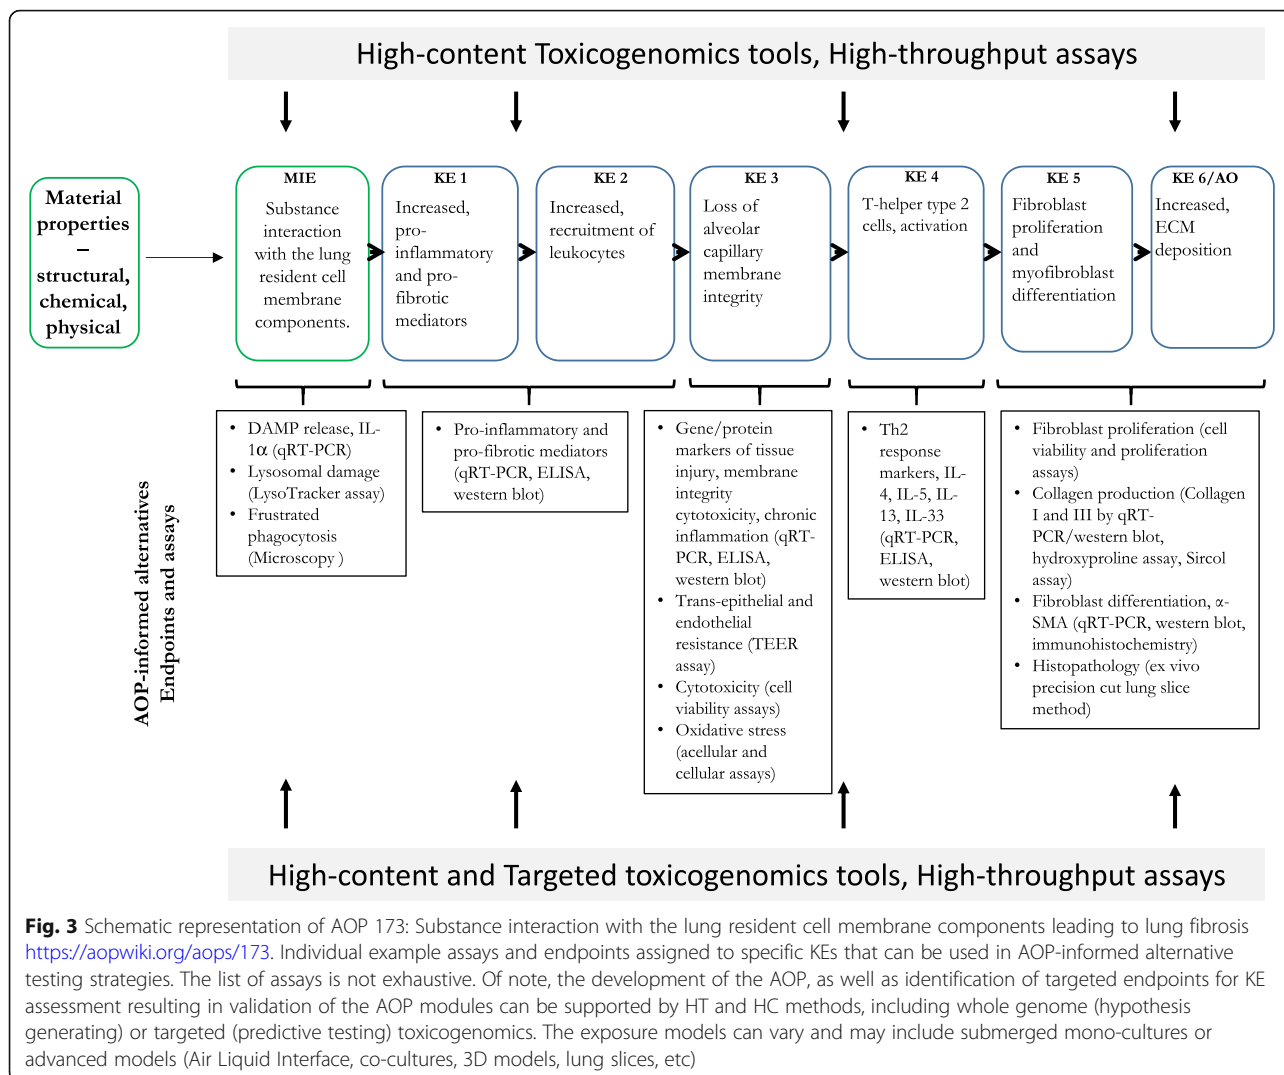 High-content Toxicogenomics tools, High-throughput assays
Material
properties
–
structural,
chemical,
physical
MIE
Substance
interaction
with the lung
resident cell
membrane
components.
KE 1
Increased,
pro-
inflammatory
and pro-
fibrotic
mediators
KE 2
Increased,
recruitment of
leukocytes
KE 3
Loss of
alveolar
capillary
membrane
integrity
KE 4
T-helper type 2
cells, activation
KE 5
Fibroblast
proliferation
and
myofibroblast
differentiation
KE 6/AO
Increased,
ECM
deposition
AOP-informed alternatives
Endpoints and assays
• DAMP release, IL-
1α (qRT-PCR)
• Lysosomal damage
(LysoTracker assay)
• Frustrated
phagocytosis
(Microscopy )
• Pro-inflammatory and
pro-fibrotic mediators
(qRT-PCR, ELISA,
western blot)
• Gene/protein
markers of tissue
injury, membrane
integrity
cytotoxicity, chronic
inflammation (qRT-
PCR, ELISA,
western blot)
• Trans-epithelial and
endothelial
resistance (TEER
assay)
• Cytotoxicity (cell
viability assays)
• Oxidative stress
(acellular and
cellular assays)
• Th2
response
markers, IL-
4, IL-5, IL-
13, IL-33
(qRT-PCR,
ELISA,
western blot)
• Fibroblast proliferation (cell
viability and proliferation
assays)
• Collagen production (Collagen
I and III by qRT-
PCR/western blot,
hydroxyproline assay, Sircol
assay)
• Fibroblast differentiation, α-
SMA (qRT-PCR, western blot,
immunohistochemistry)
• Histopathology (ex vivo
precision cut lung slice
method)
High-content and Targeted toxicogenomics tools, High-throughput assays
Fig. 3 Schematic representation of AOP 173: Substance interaction with the lung resident cell membrane components leading to lung fibrosis
https://aopwiki.org/aops/173. Individual example assays and endpoints assigned to specific KEs that can be used in AOP-informed alternative
testing strategies. The list of assays is not exhaustive. Of note, the development of the AOP, as well as identification of targeted endpoints for KE
assessment resulting in validation of the AOP modules can be supported by HT and HC methods, including whole genome (hypothesis
generating) or targeted (predictive testing) toxicogenomics. The exposure models can vary and may include submerged mono-cultures or
advanced models (Air Liquid Interface, co-cultures, 3D models, lung slices, etc)